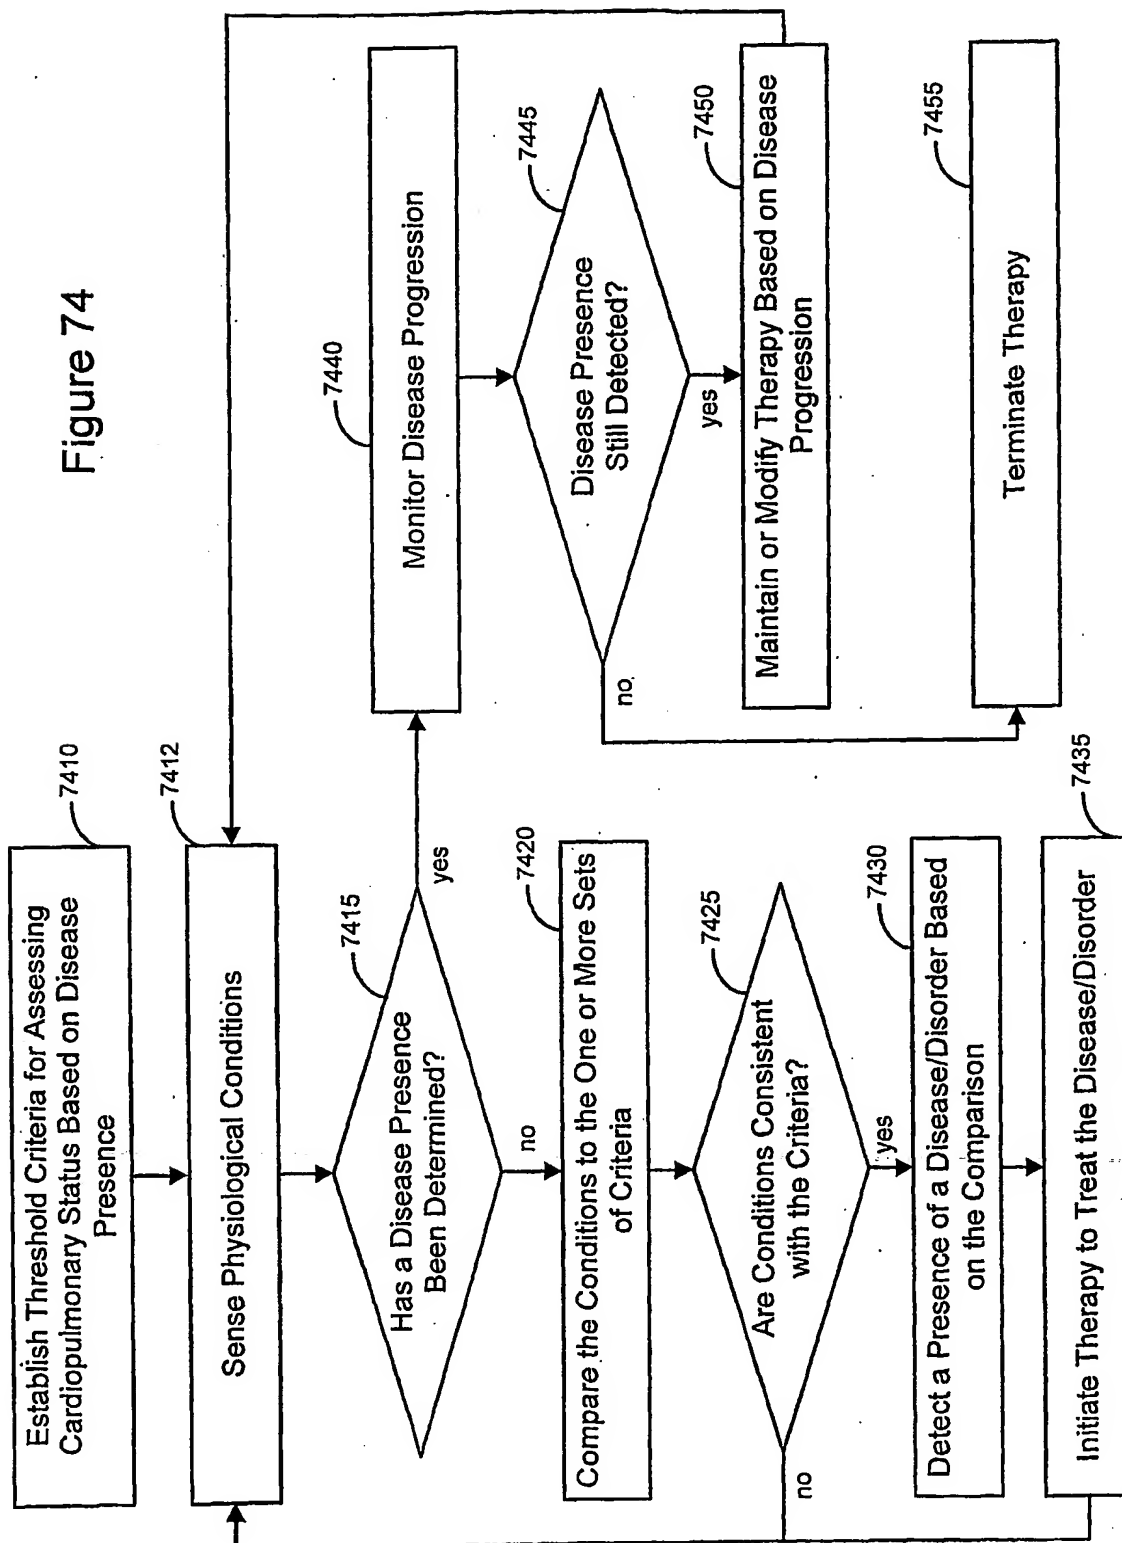 Figure 74
7410
Establish Threshold Criteria for Assessing
Cardiopulmonary Status Based on Disease
Presence
7412
Sense Physiological Conditions
7415
Has a Disease Presence
Been Determined?
yes
no
7420
Compare the Conditions to the One or More Sets
of Criteria
7425
Are Conditions Consistent
with the Criteria?
no
yes
7430
Detect a Presence of a Disease/Disorder Based
on the Comparison
7435
Initiate Therapy to Treat the Disease/Disorder
7440
Monitor Disease Progression
7445
Disease Presence
Still Detected?
no
yes
7450
Maintain or Modify Therapy Based on Disease
Progression
7455
Terminate Therapy